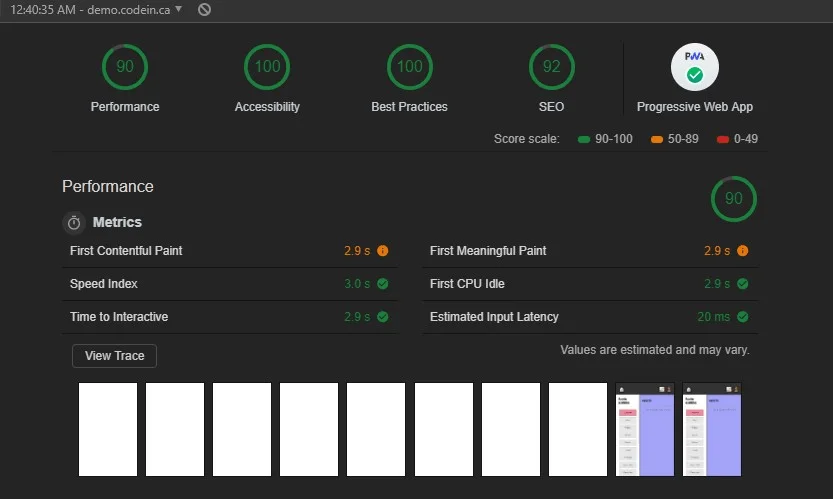 12:40:35 AM - demo.codein.ca
90 100 100 92 PWA
Performance Accessibility Best Practices SEO Progressive Web App
Score scale: 90-100 50-89 0-49
Performance 90
Metrics
First Contentful Paint 2.9 s First Meaningful Paint 2.9 s
Speed Index 3.0 s First CPU Idle 2.9 s
Time to Interactive 2.9 s Estimated Input Latency 20 ms
View Trace Values are estimated and may vary.